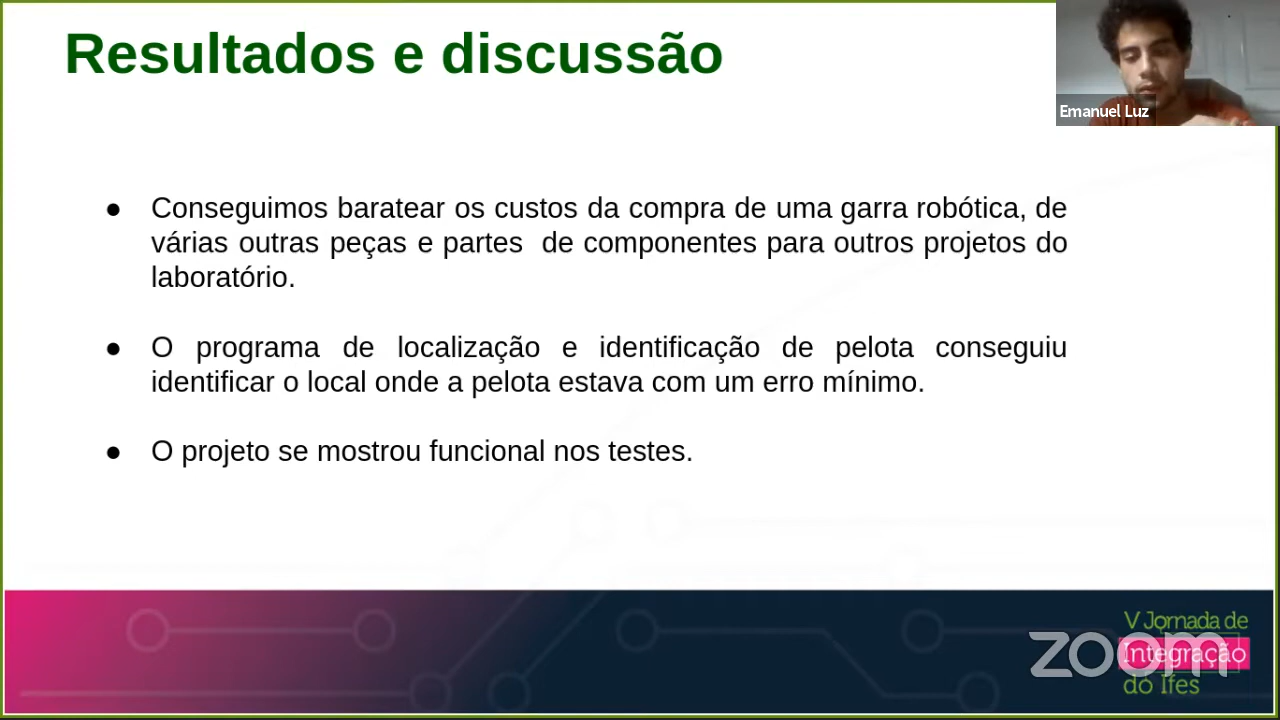 Resultados e discussão
Emanuel Luz
● Conseguimos baratear os custos da compra de uma garra robótica, de
várias outras peças e partes  de componentes para outros projetos do
laboratório.
● O programa de localização e identificação de pelota conseguiu
identificar o local onde a pelota estava com um erro mínimo.
● O projeto se mostrou funcional nos testes.
V Jornada de
Integração
do Ifes
zoom